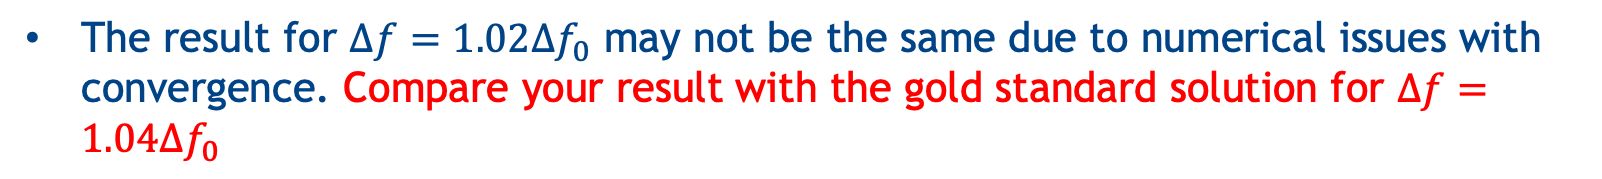 • The result for Δ𝑓 = 1.02Δ𝑓₀ may not be the same due to numerical issues with
convergence. Compare your result with the gold standard solution for Δ𝑓 =
1.04Δ𝑓₀